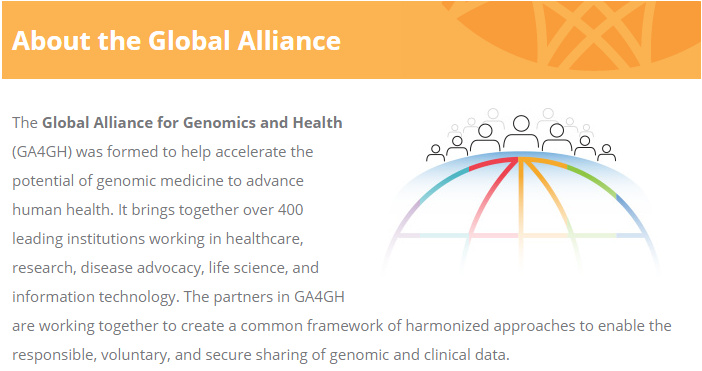 About the Global Alliance
The Global Alliance for Genomics and Health
(GA4GH) was formed to help accelerate the
potential of genomic medicine to advance
human health. It brings together over 400
leading institutions working in healthcare,
research, disease advocacy, life science, and
information technology. The partners in GA4GH
are working together to create a common framework of harmonized approaches to enable the
responsible, voluntary, and secure sharing of genomic and clinical data.